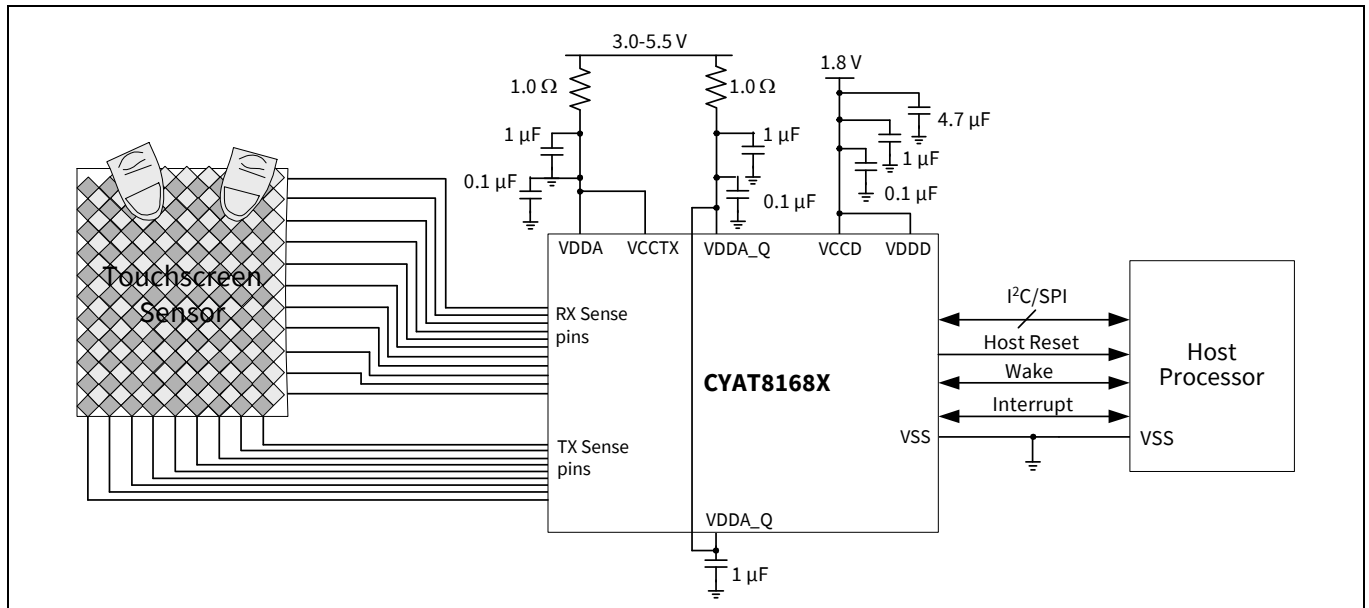 3.0-5.5 V
1.8 V
1.0 Ω
1.0 Ω
4.7 µF
1 µF
1 µF
1 µF
0.1 µF
0.1 µF
0.1 µF
VDDA
VCCTX
VDDA_Q
VCCD
VDDD
Touchscreen
Sensor
RX Sense
pins
CYAT8168X
I²C/SPI
Host Reset
Wake
Interrupt
Host
Processor
VSS
VSS
TX Sense
pins
VDDA_Q
1 µF